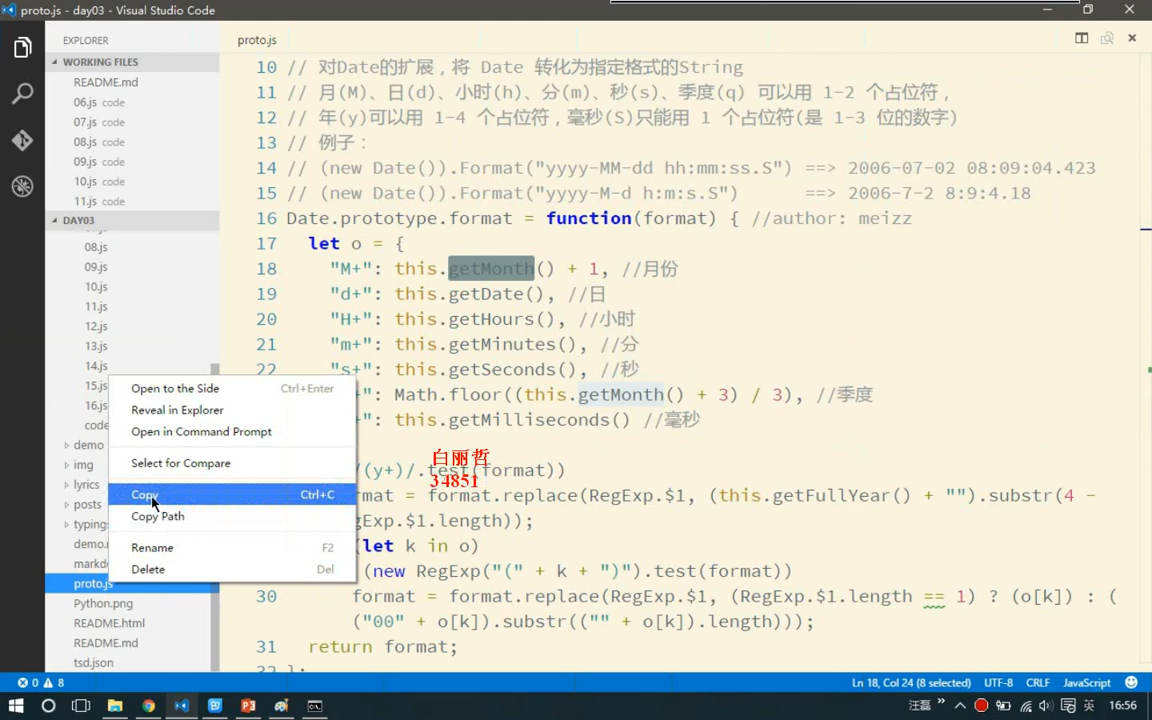 proto.js - day03 - Visual Studio Code
EXPLORER
WORKING FILES
README.md
06.js code
07.js code
08.js code
09.js code
10.js code
11.js code
DAY03
08.js
09.js
10.js
11.js
12.js
13.js
14.js
15.js
16.js
code
demo
img
lyrics
posts
typings
demo.
markd
proto.js
Python.png
README.html
README.md
tsd.json
Open to the Side Ctrl+Enter
Reveal in Explorer
Open in Command Prompt
Select for Compare
Copy Ctrl+C
Copy Path
Rename F2
Delete Del
proto.js
10 // 对Date的扩展，将 Date 转化为指定格式的String
11 // 月(M)、日(d)、小时(h)、分(m)、秒(s)、季度(q) 可以用 1-2 个占位符，
12 // 年(y)可以用 1-4 个占位符，毫秒(S)只能用 1 个占位符(是 1-3 位的数字)
13 // 例子：
14 // (new Date()).Format("yyyy-MM-dd hh:mm:ss.S") ==> 2006-07-02 08:09:04.423
15 // (new Date()).Format("yyyy-M-d h:m:s.S") ==> 2006-7-2 8:9:4.18
16 Date.prototype.format = function(format) { //author: meizz
17 let o = {
18 "M+": this.getMonth() + 1, //月份
19 "d+": this.getDate(), //日
20 "H+": this.getHours(), //小时
21 "m+": this.getMinutes(), //分
22 "s+": this.getSeconds(), //秒
+": Math.floor((this.getMonth() + 3) / 3), //季度
": this.getMilliseconds() //毫秒
白丽哲
34851
/(y+)/.test(format))
rmat = format.replace(RegExp.$1, (this.getFullYear() + "").substr(4 -
gExp.$1.length));
(let k in o)
(new RegExp("(" + k + ")").test(format))
30 format = format.replace(RegExp.$1, (RegExp.$1.length == 1) ? (o[k]) : (
("00" + o[k]).substr(("" + o[k]).length)));
31 return format;
32 };
0 8
Ln 18, Col 24 (8 selected) UTF-8 CRLF JavaScript
汪磊 英 16:56